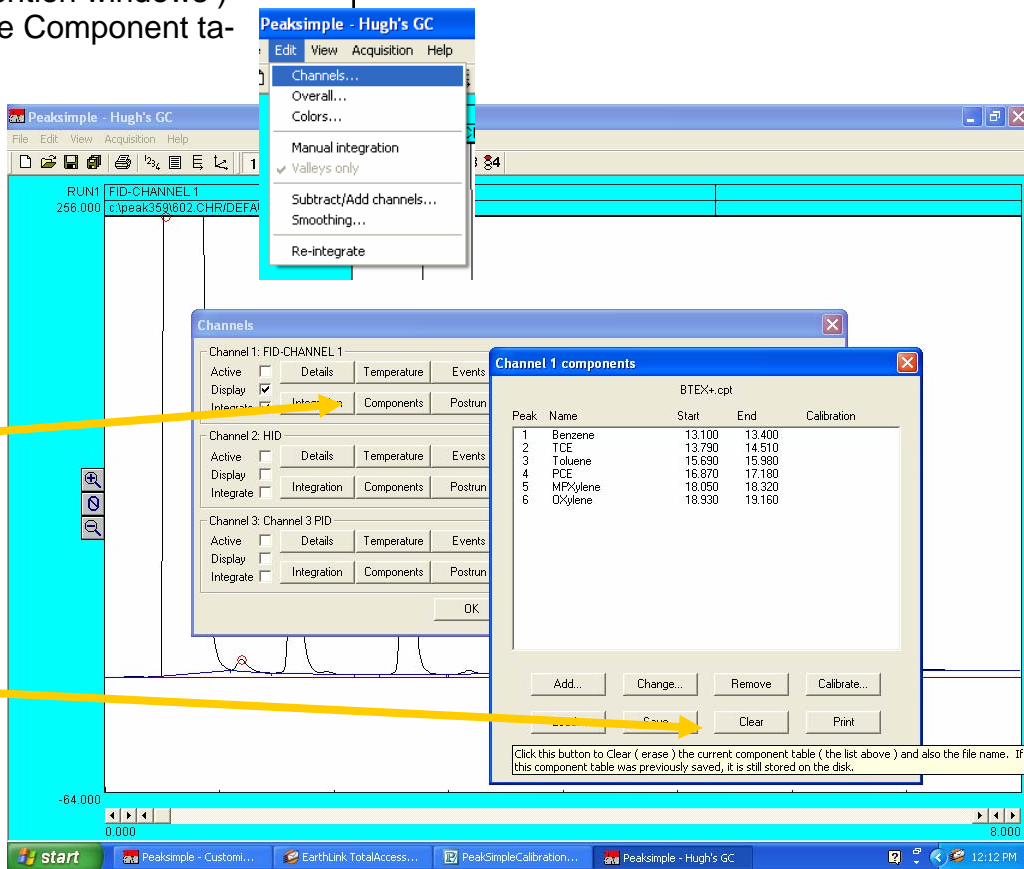 ention windows )
e Component ta-
Peaksimple - Hugh's GC
Edit View Acquisition Help
Channels...
Overall...
Colors...
Manual integration
Valleys only
Subtract/Add channels...
Smoothing...
Re-integrate
Peaksimple - Hugh's GC
File Edit View Acquisition Help
1
4
RUN1 FID-CHANNEL 1
256.000 c:\peak359\602.CHR/DEFA
Channels
Channel 1: FID-CHANNEL 1
Active Details Temperature Events
Display
Integrate Integration Components Postrun
Channel 2: HID
Active Details Temperature Events
Display
Integrate Integration Components Postrun
Channel 3: Channel 3 PID
Active Details Temperature Events
Display
Integrate Integration Components Postrun
OK
Channel 1 components
BTEX+.cpt
Peak Name Start End Calibration
1 Benzene 13.100 13.400
2 TCE 13.790 14.510
3 Toluene 15.690 15.980
4 PCE 16.870 17.180
5 MPXylene 18.050 18.320
6 OXylene 18.930 19.160
Add... Change... Remove Calibrate...
Save... Clear Print
Click this button to Clear ( erase ) the current component table ( the list above ) and also the file name. If
this component table was previously saved, it is still stored on the disk.
-64.000
0.000 8.000
start Peaksimple - Customi... EarthLink TotalAccess... PeakSimpleCalibration... Peaksimple - Hugh's GC 12:12 PM